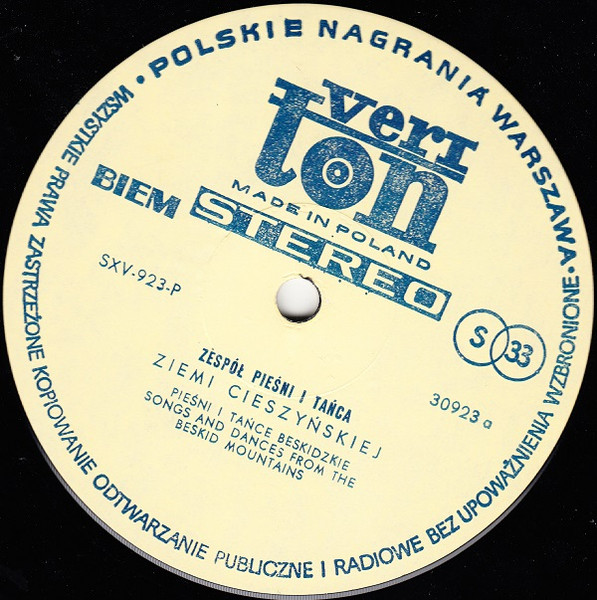 • POLSKIE NAGRANIA WARSZAWA •
WSZYSTKIE PRAWA ZASTRZEŻONE KOPIOWANIE ODTWARZANIE PUBLICZNE I RADIOWE BEZ UPOWAŻNIENIA WZBRONIONE
veri
ton
MADE IN POLAND
BIEM STEREO
SXV-923-P
S 33
30923 a
ZESPÓŁ PIEŚNI I TAŃCA
ZIEMI CIESZYŃSKIEJ
PIEŚNI I TAŃCE BESKIDZKIE
SONGS AND DANCES FROM THE
BESKID MOUNTAINS